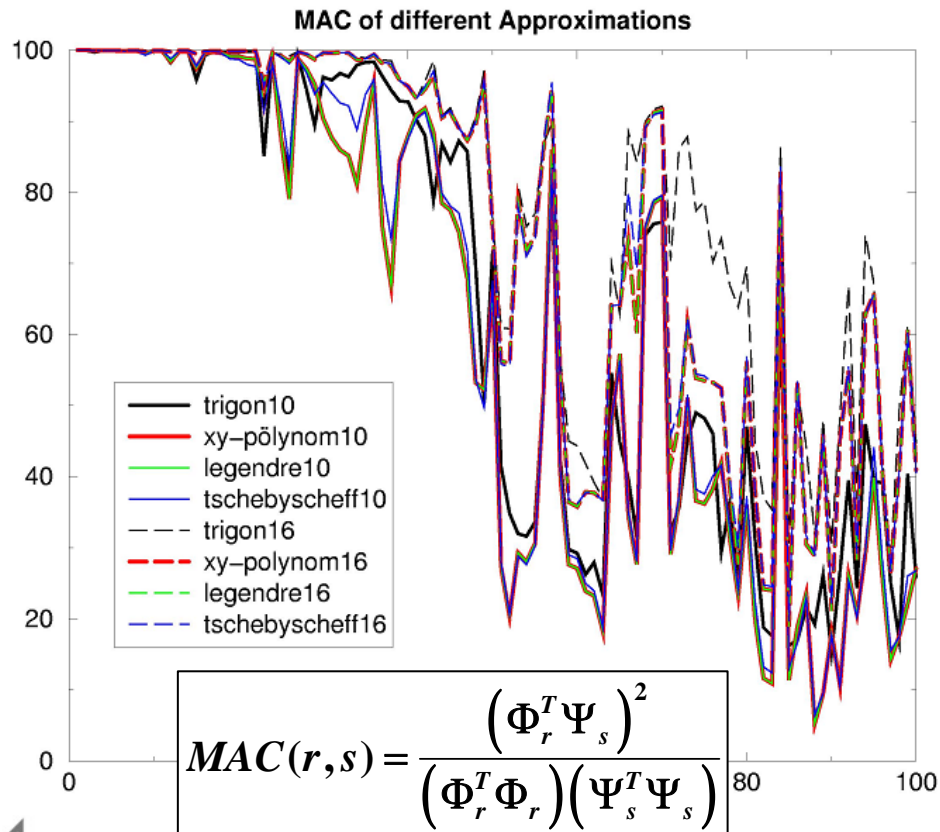 MAC of different Approximations
100
80
60
40
20
0
trigon10
xy-pölynom10
legendre10
tschebyscheff10
trigon16
xy-polynom16
legendre16
tschebyscheff16
MAC(r,s) = (Φ_r^T Ψ_s)^2 / (Φ_r^T Φ_r)(Ψ_s^T Ψ_s)
0 80 100